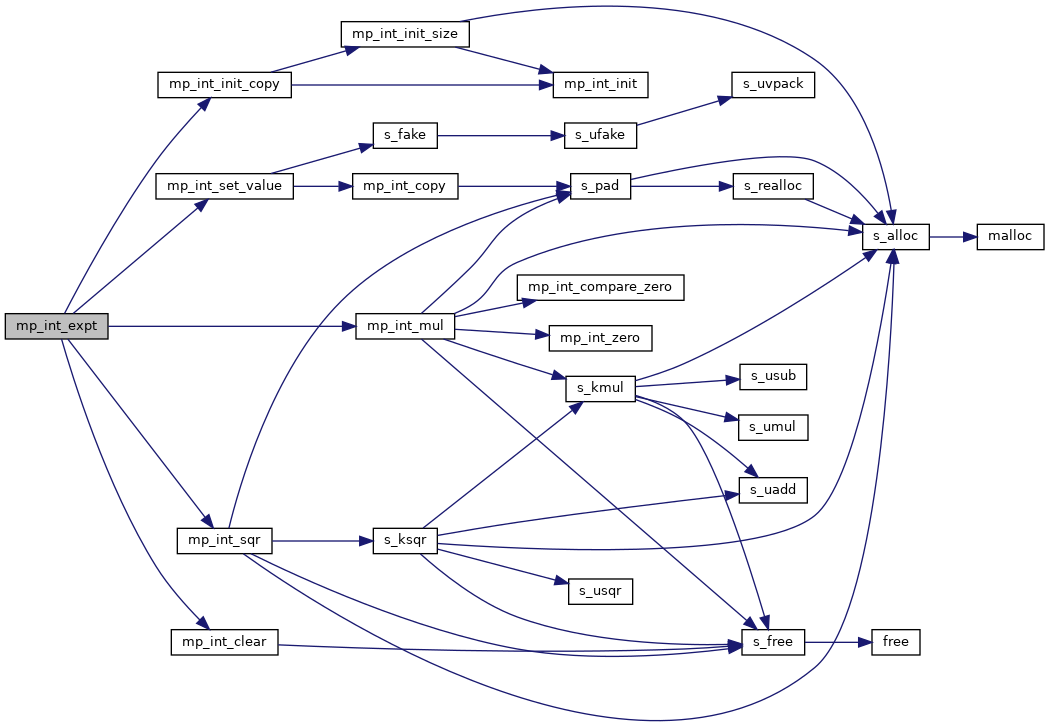 mp_int_init_size
mp_int_init_copy
mp_int_init
s_uvpack
s_fake
s_ufake
mp_int_set_value
mp_int_copy
s_pad
s_realloc
s_alloc
malloc
mp_int_compare_zero
mp_int_expt
mp_int_mul
mp_int_zero
s_kmul
s_usub
s_umul
s_uadd
mp_int_sqr
s_ksqr
s_usqr
mp_int_clear
s_free
free